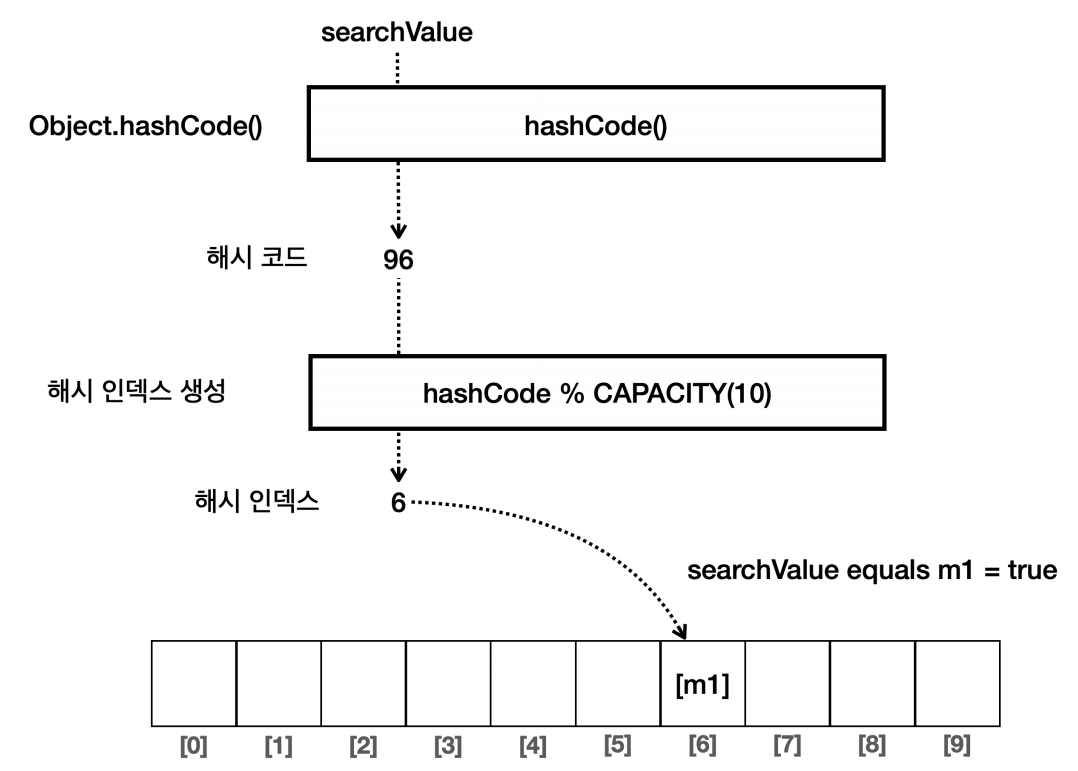 searchValue
Object.hashCode()
hashCode()
해시 코드
96
해시 인덱스 생성
hashCode % CAPACITY(10)
해시 인덱스
6
searchValue equals m1 = true
[m1]
[0] [1] [2] [3] [4] [5] [6] [7] [8] [9]